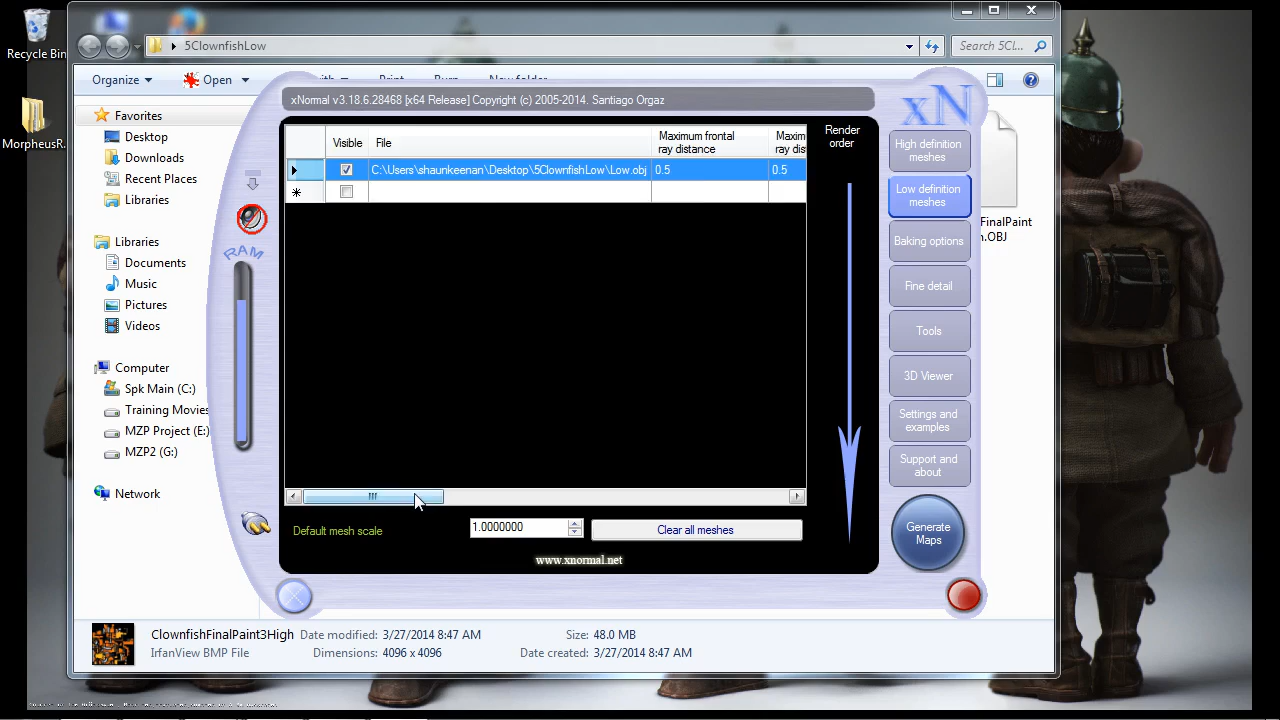 Recycle Bin
MorpheusR...
5ClownfishLow
Search 5Cl...
Organize
Open
Print
Burn
New folder
xNormal v3.18.6.28468 [x64 Release] Copyright (c) 2005-2014. Santiago Orgaz
xN
Favorites
Desktop
Downloads
Recent Places
Libraries
Libraries
Documents
Music
Pictures
Videos
Computer
Spk Main (C:)
Training Movies
MZP Project (E:)
MZP2 (G:)
Network
RAM
Visible
File
Maximum frontal
ray distance
Maxim
ray dis
C:\Users\shaunkeenan\Desktop\5ClownfishLow\Low.obj
0.5
0.5
Default mesh scale
1.0000000
Clear all meshes
www.xnormal.net
Render
order
High definition
meshes
Low definition
meshes
Baking options
Fine detail
Tools
3D Viewer
Settings and
examples
Support and
about
Generate
Maps
FinalPaint
n.OBJ
ClownfishFinalPaint3High
IrfanView BMP File
Date modified: 3/27/2014 8:47 AM
Dimensions: 4096 x 4096
Size: 48.0 MB
Date created: 3/27/2014 8:47 AM